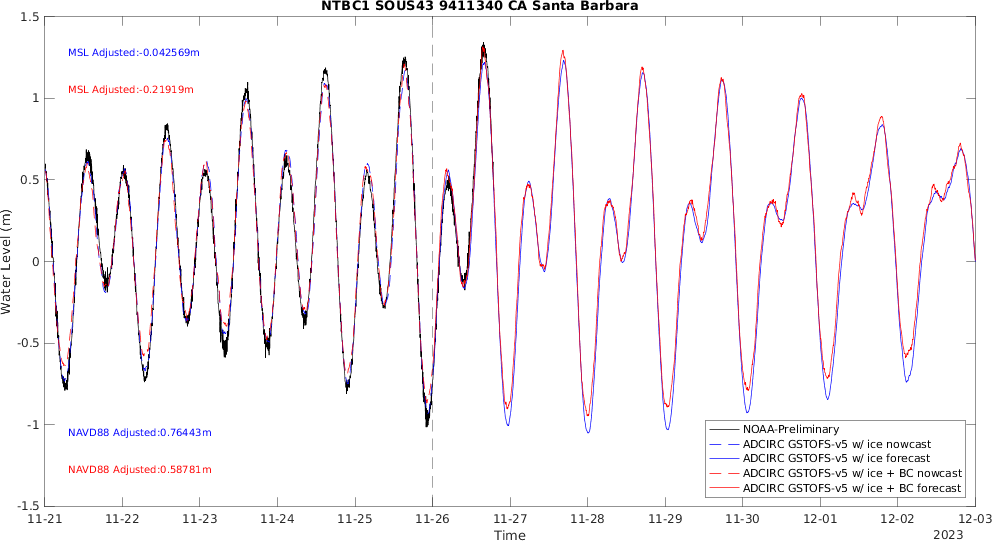 NTBC1 SOUS43 9411340 CA Santa Barbara
1.5
MSL Adjusted:-0.042569m
MSL Adjusted:-0.21919m
1
0.5
Water Level (m)
0
-0.5
-1
NAVD88 Adjusted:0.76443m
NAVD88 Adjusted:0.58781m
NOAA-Preliminary
ADCIRC GSTOFS-v5 w/ ice nowcast
ADCIRC GSTOFS-v5 w/ ice forecast
ADCIRC GSTOFS-v5 w/ ice + BC nowcast
ADCIRC GSTOFS-v5 w/ ice + BC forecast
-1.5
11-21 11-22 11-23 11-24 11-25 11-26 11-27 11-28 11-29 11-30 12-01 12-02 12-03
Time
2023